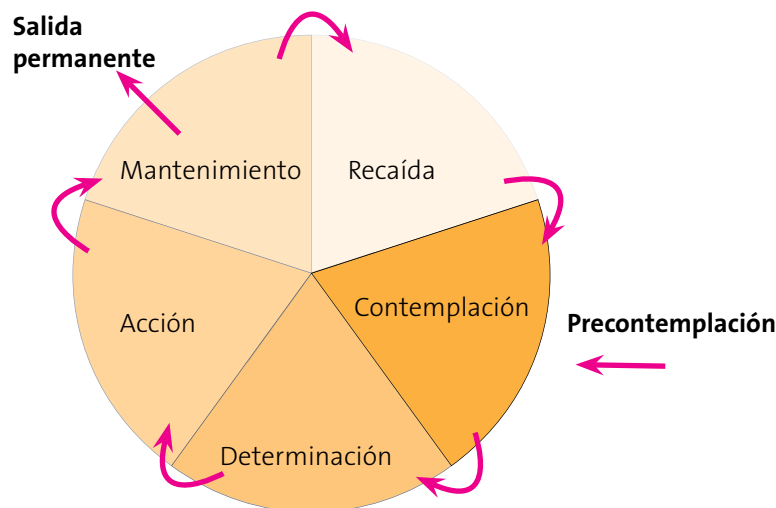 Salida
permanente
Mantenimiento
Recaída
Contemplación
Precontemplación
Acción
Determinación